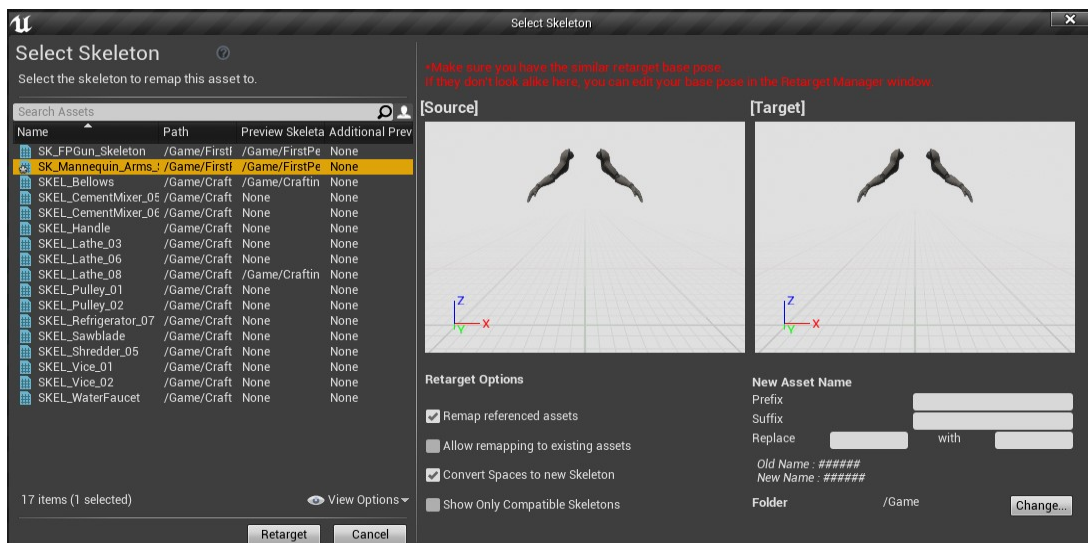 Select Skeleton
Select Skeleton
Select the skeleton to remap this asset to.
Search Assets
Name Path Preview Skeleta Additional Prev
SK_FPGun_Skeleton /Game/FirstF /Game/FirstPe None
SK_Mannequin_Arms_S /Game/FirstF /Game/FirstPe None
SKEL_Bellows /Game/Craft /Game/Craftin None
SKEL_CementMixer_05 /Game/Craft None None
SKEL_CementMixer_06 /Game/Craft None None
SKEL_Handle /Game/Craft None None
SKEL_Lathe_03 /Game/Craft None None
SKEL_Lathe_06 /Game/Craft None None
SKEL_Lathe_08 /Game/Craft /Game/Craftin None
SKEL_Pulley_01 /Game/Craft None None
SKEL_Pulley_02 /Game/Craft None None
SKEL_Refrigerator_07 /Game/Craft None None
SKEL_Sawblade /Game/Craft None None
SKEL_Shredder_05 /Game/Craft None None
SKEL_Vice_01 /Game/Craft None None
SKEL_Vice_02 /Game/Craft None None
SKEL_WaterFaucet /Game/Craft None None
17 items (1 selected) View Options
Retarget Cancel
*Make sure you have the similar retarget base pose.
If they don't look alike here, you can edit your base pose in the Retarget Manager window.
[Source] [Target]
Z Z
X X
Y Y
Retarget Options
Remap referenced assets
Allow remapping to existing assets
Convert Spaces to new Skeleton
Show Only Compatible Skeletons
New Asset Name
Prefix
Suffix
Replace with
Old Name : ######
New Name : ######
Folder /Game Change...